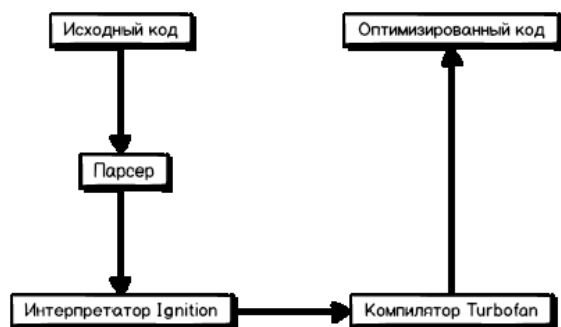 Исходный код
Оптимизированный код
Парсер
Интерпретатор Ignition
Компилятор Turbofan